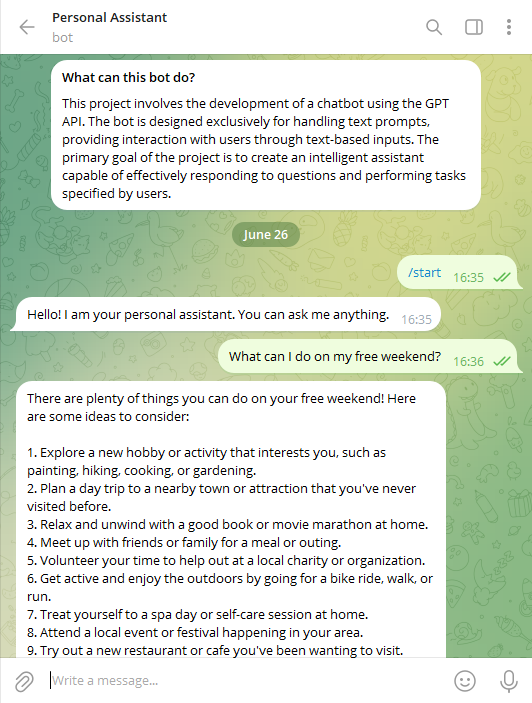 Personal Assistant
bot
What can this bot do?
This project involves the development of a chatbot using the GPT
API. The bot is designed exclusively for handling text prompts,
providing interaction with users through text-based inputs. The
primary goal of the project is to create an intelligent assistant
capable of effectively responding to questions and performing tasks
specified by users.
June 26
/start 16:35
Hello! I am your personal assistant. You can ask me anything. 16:35
What can I do on my free weekend? 16:36
There are plenty of things you can do on your free weekend! Here
are some ideas to consider:
1. Explore a new hobby or activity that interests you, such as
painting, hiking, cooking, or gardening.
2. Plan a day trip to a nearby town or attraction that you've never
visited before.
3. Relax and unwind with a good book or movie marathon at home.
4. Meet up with friends or family for a meal or outing.
5. Volunteer your time to help out at a local charity or organization.
6. Get active and enjoy the outdoors by going for a bike ride, walk, or
run.
7. Treat yourself to a spa day or self-care session at home.
8. Attend a local event or festival happening in your area.
9. Try out a new restaurant or cafe you've been wanting to visit.
Write a message...